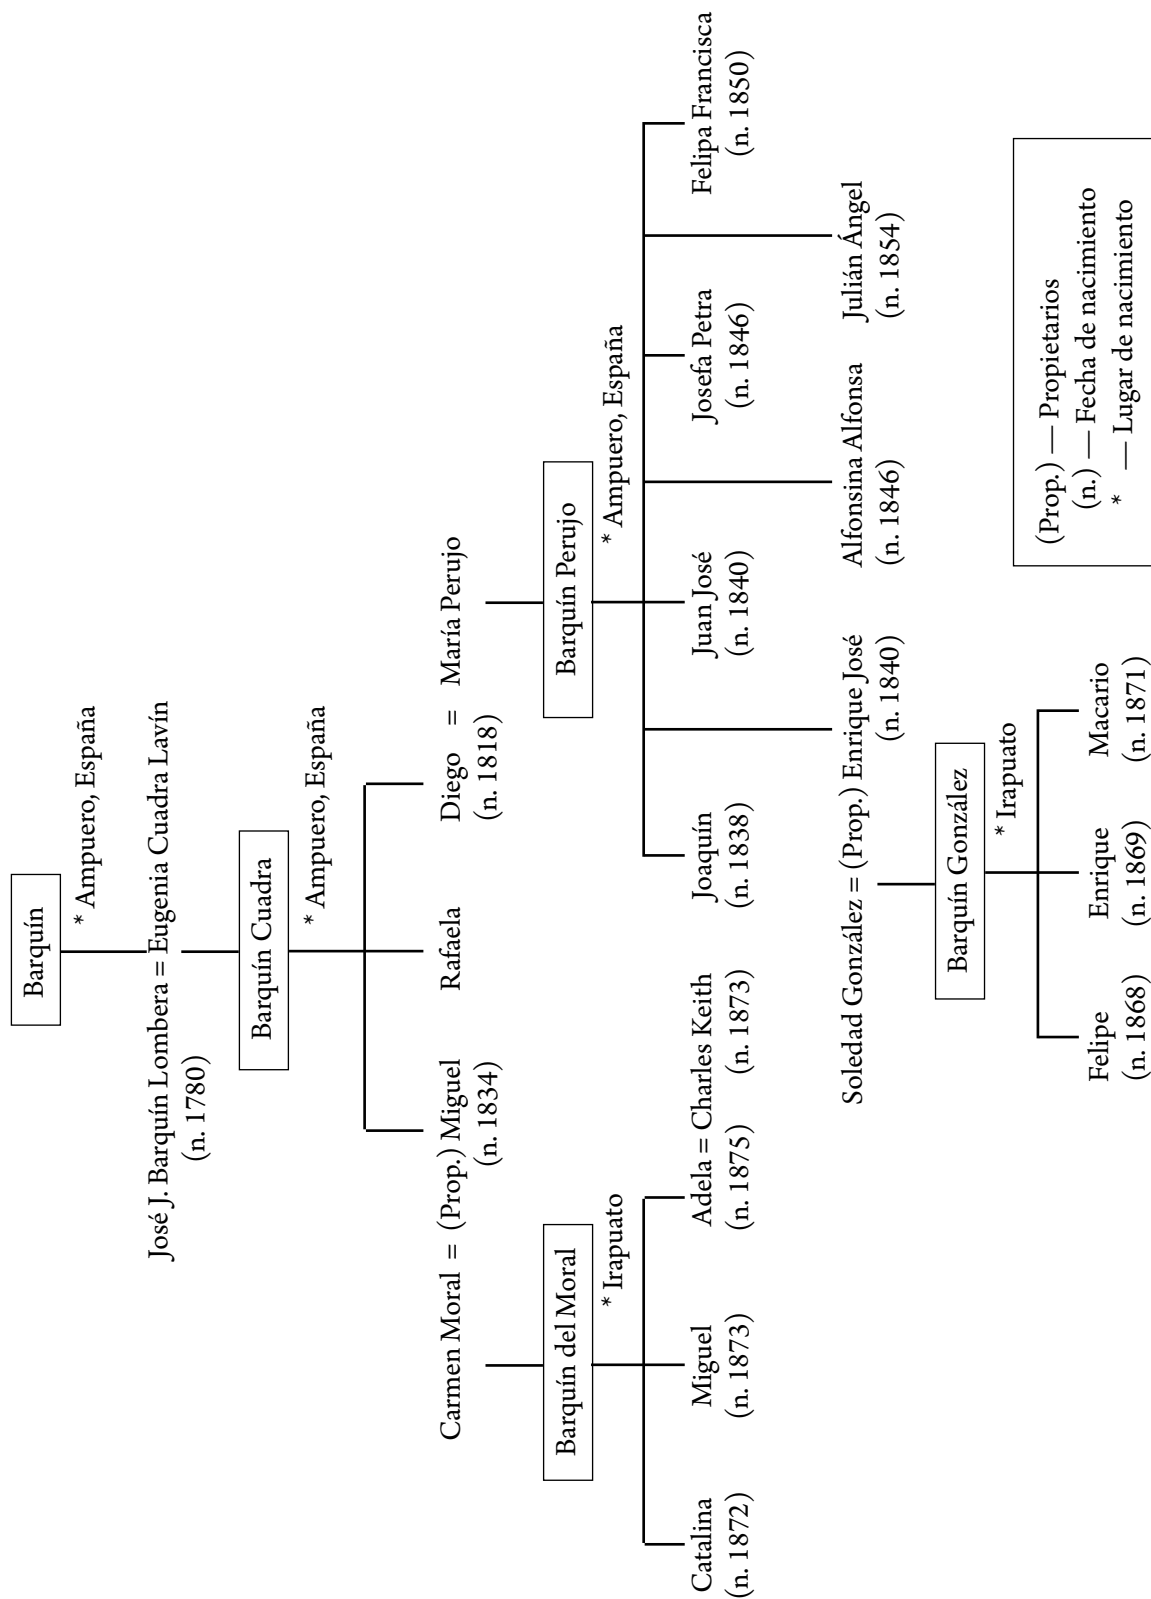 Barquín
* Ampuero, España
José J. Barquín Lombera = Eugenia Cuadra Lavín
(n. 1780)
Barquín Cuadra
* Ampuero, España
Carmen Moral = (Prop.) Miguel
(n. 1834)
Rafaela
Diego = María Perujo
(n. 1818)
Barquín del Moral
* Irapuato
Barquín Perujo
* Ampuero, España
Catalina
(n. 1872)
Miguel
(n. 1873)
Adela = Charles Keith
(n. 1875) (n. 1873)
Joaquín
(n. 1838)
Juan José
(n. 1840)
Josefa Petra
(n. 1846)
Felipa Francisca
(n. 1850)
Soledad González = (Prop.) Enrique José
(n. 1840)
Alfonsina Alfonsa
(n. 1846)
Julián Ángel
(n. 1854)
Barquín González
* Irapuato
Felipe
(n. 1868)
Enrique
(n. 1869)
Macario
(n. 1871)
(Prop.) — Propietarios
(n.) — Fecha de nacimiento
* — Lugar de nacimiento